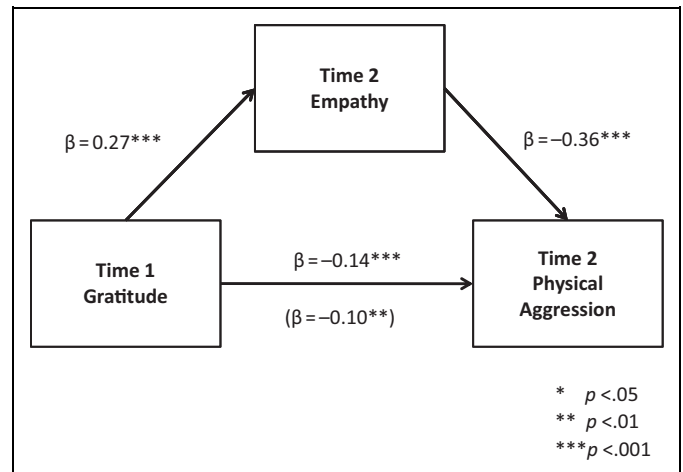 Time 2
Empathy
β = 0.27***
β = –0.36***
Time 1
Gratitude
β = –0.14***
(β = –0.10**)
Time 2
Physical
Aggression
* p <.05
** p <.01
***p <.001